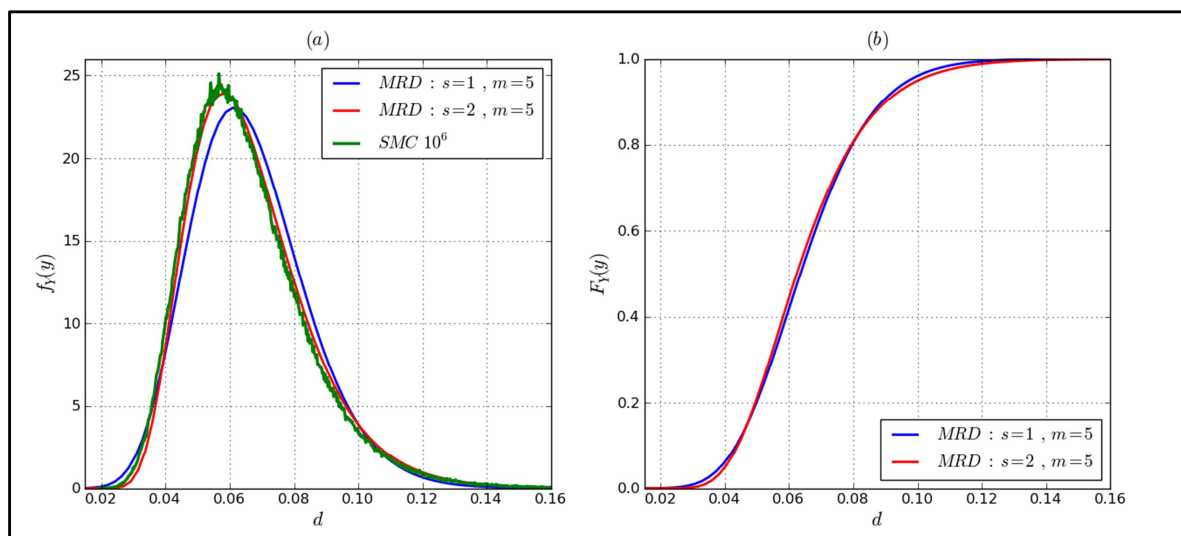 (a)
25
20
15
10
5
0
f_Y(y)
0.02 0.04 0.06 0.08 0.10 0.12 0.14 0.16
d
MRD : s=1 , m=5
MRD : s=2 , m=5
SMC 10^6
(b)
1.0
0.8
0.6
0.4
0.2
0.0
F_Y(y)
0.02 0.04 0.06 0.08 0.10 0.12 0.14 0.16
d
MRD : s=1 , m=5
MRD : s=2 , m=5